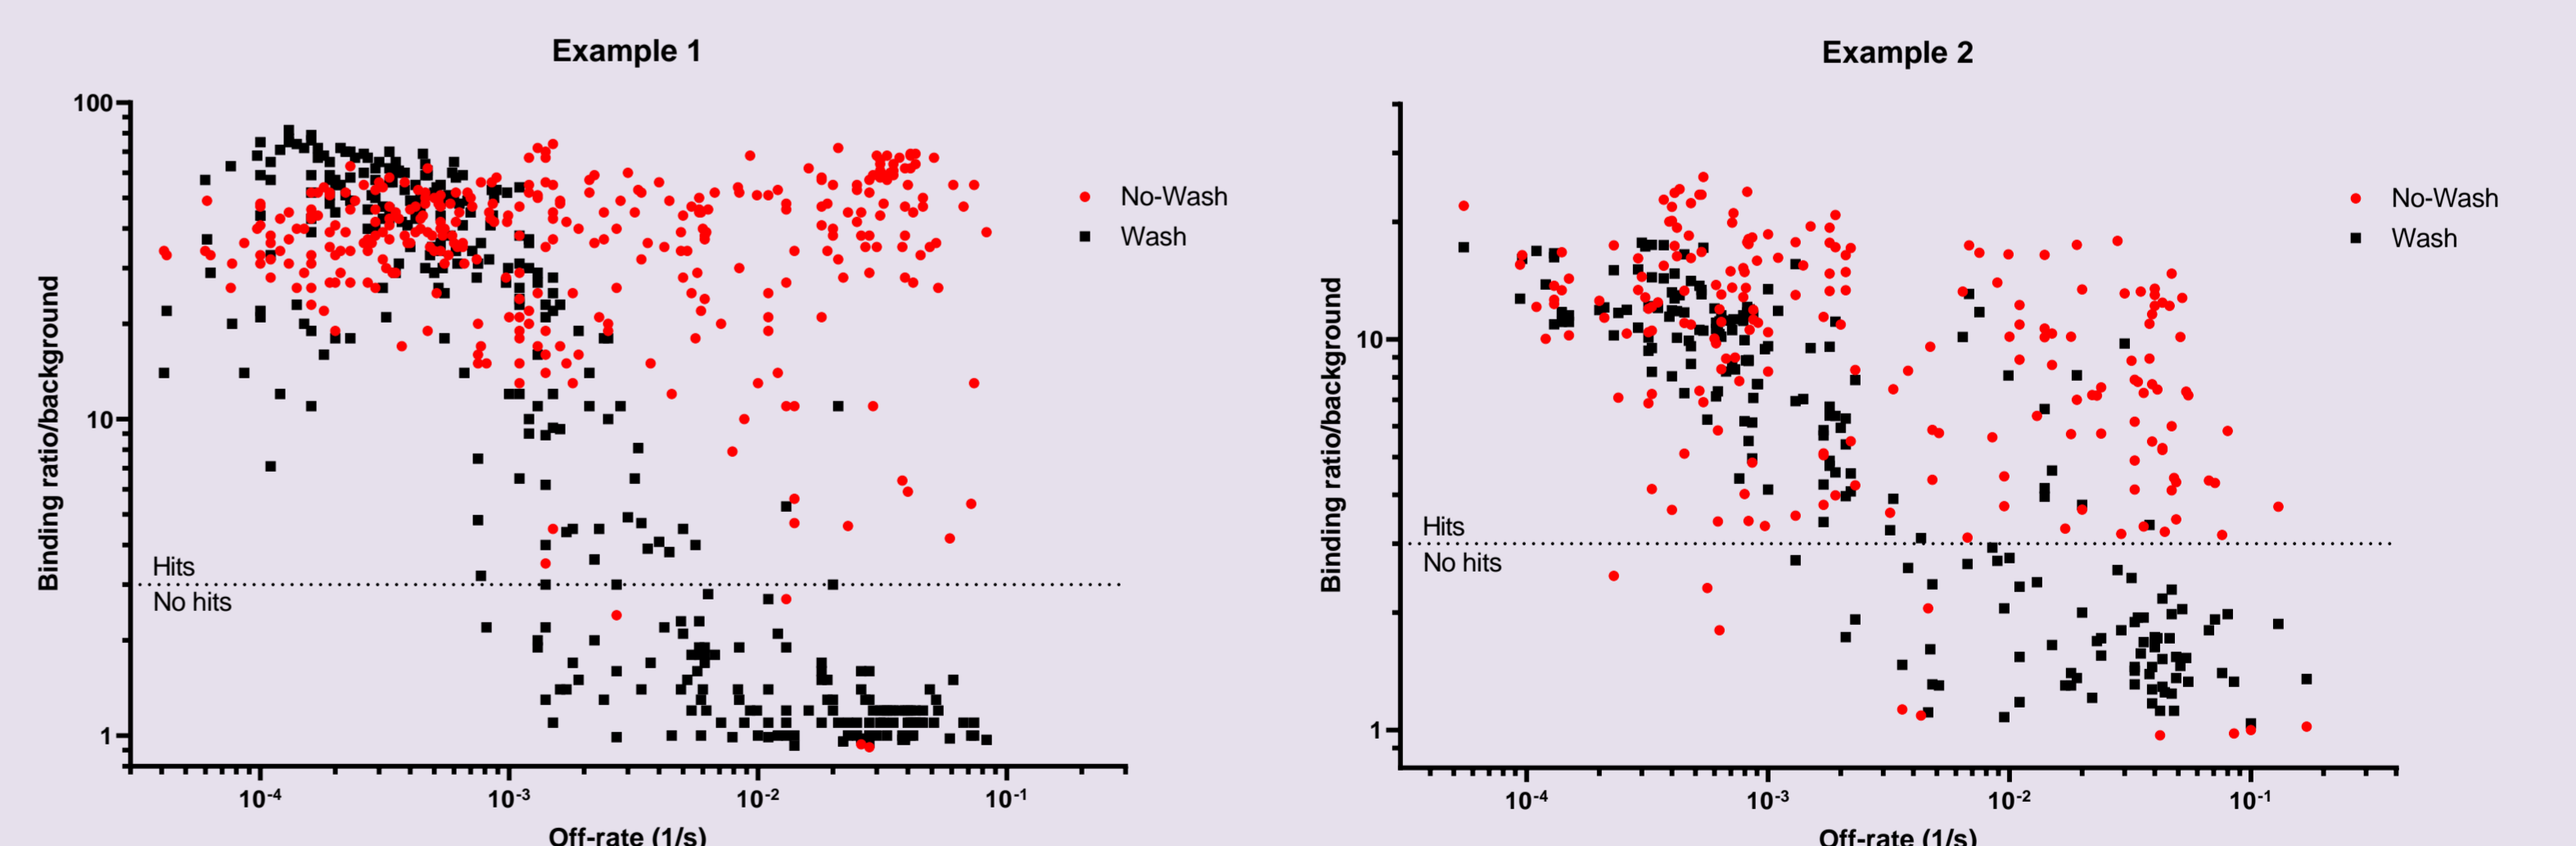 Example 1
100
10
1
Binding ratio/background
Hits
No hits
10-4
10-3
10-2
10-1
Off-rate (1/s)
No-Wash
Wash
Example 2
10
1
Binding ratio/background
Hits
No hits
10-4
10-3
10-2
10-1
Off-rate (1/s)
No-Wash
Wash